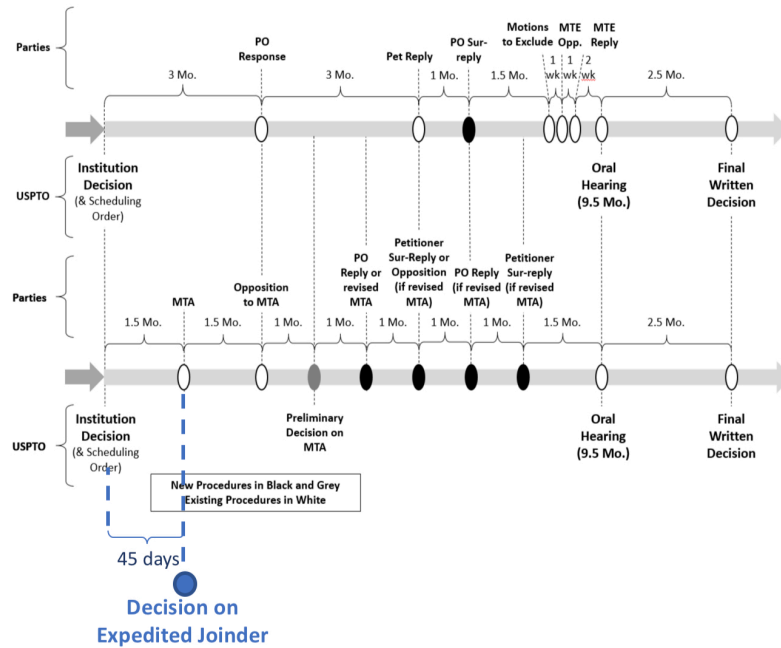 Parties
PO
Response
Pet Reply
PO Sur-
reply
Motions
to Exclude
MTE
Opp.
MTE
Reply
3 Mo.
3 Mo.
1 Mo.
1.5 Mo.
1
wk
1
wk
2
wk
2.5 Mo.
USPTO
Institution
Decision
(& Scheduling
Order)
Oral
Hearing
(9.5 Mo.)
Final
Written
Decision
Parties
MTA
Opposition
to MTA
PO
Reply or
revised
MTA
Petitioner
Sur-Reply or
Opposition
(if revised
MTA)
PO Reply
(if revised
MTA)
Petitioner
Sur-reply
(if revised
MTA)
1.5 Mo.
1.5 Mo.
1 Mo.
1 Mo.
1 Mo.
1 Mo.
1 Mo.
1.5 Mo.
2.5 Mo.
USPTO
Institution
Decision
(& Scheduling
Order)
Preliminary
Decision on
MTA
Oral
Hearing
(9.5 Mo.)
Final
Written
Decision
New Procedures in Black and Grey
Existing Procedures in White
45 days
Decision on
Expedited Joinder